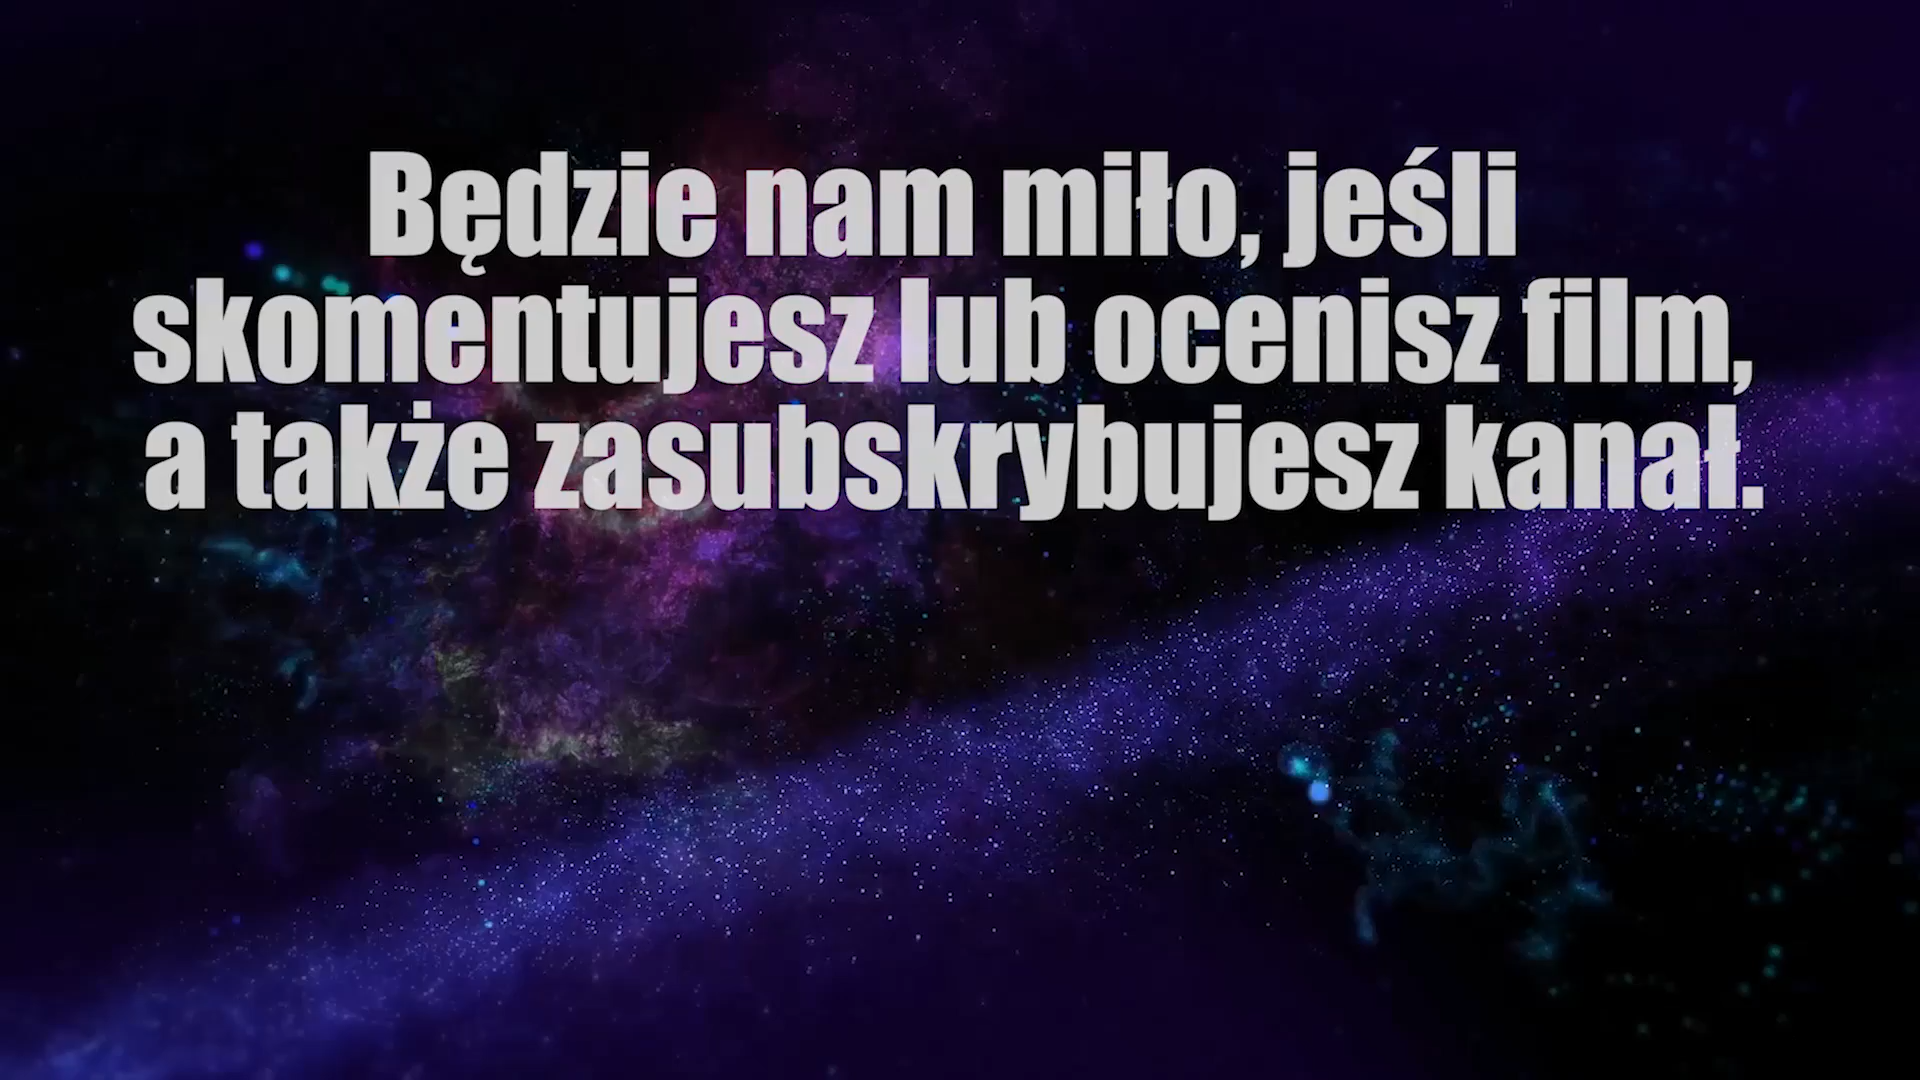 Będzie nam miło, jeśli
skomentujesz lub ocenisz film,
a także zasubskrybujesz kanał.